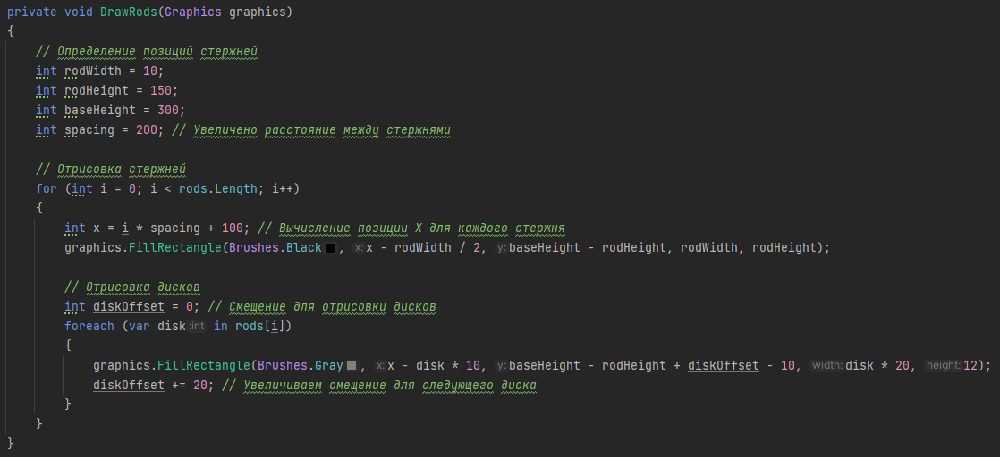 private void DrawRods(Graphics graphics)
{
// Определение позиций стержней
int rodWidth = 10;
int rodHeight = 150;
int baseHeight = 300;
int spacing = 200; // Увеличено расстояние между стержнями
// Отрисовка стержней
for (int i = 0; i < rods.Length; i++)
{
int x = i * spacing + 100; // Вычисление позиции X для каждого стержня
graphics.FillRectangle(Brushes.Black, x: x - rodWidth / 2, y: baseHeight - rodHeight, rodWidth, rodHeight);
// Отрисовка дисков
int diskOffset = 0; // Смещение для отрисовки дисков
foreach (var disk :int in rods[i])
{
graphics.FillRectangle(Brushes.Gray, x: x - disk * 10, y: baseHeight - rodHeight + diskOffset - 10, width: disk * 20, height: 12);
diskOffset += 20; // Увеличиваем смещение для следующего диска
}
}
}